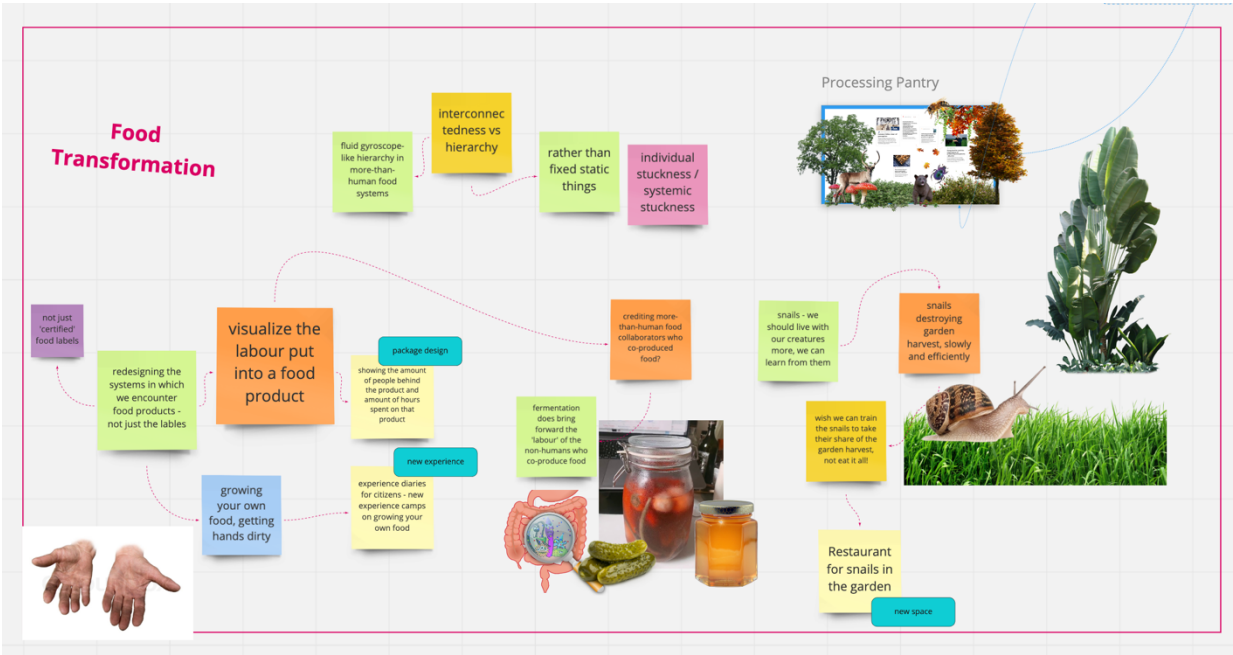 Food
Transformation
interconnec
tedness vs
hierarchy
fluid gyroscope-
like hierarchy in
more-than-
human food
systems
rather than
fixed static
things
individual
stuckness /
systemic
stuckness
Processing Pantry
not just
'certified'
food labels
redesigning the
systems in which
we encounter
food products -
not just the lables
visualize the
labour put
into a food
product
package design
showing the amount
of people behind
the product and
amount of hours
spent on that
product
growing
your own
food, getting
hands dirty
new experience
experience diaries
for citizens - new
experience camps
on growing your
own food
crediting more-
than-human food
collaborators who
co-produced
food?
fermentation
does bring
forward the
'labour' of the
non-humans who
co-produce food
snails - we
should live with
our creatures
more, we can
learn from them
snails
destroying
garden
harvest, slowly
and efficiently
wish we can train
the snails to take
their share of the
garden harvest,
not eat it all!
Restaurant
for snails in
the garden
new space